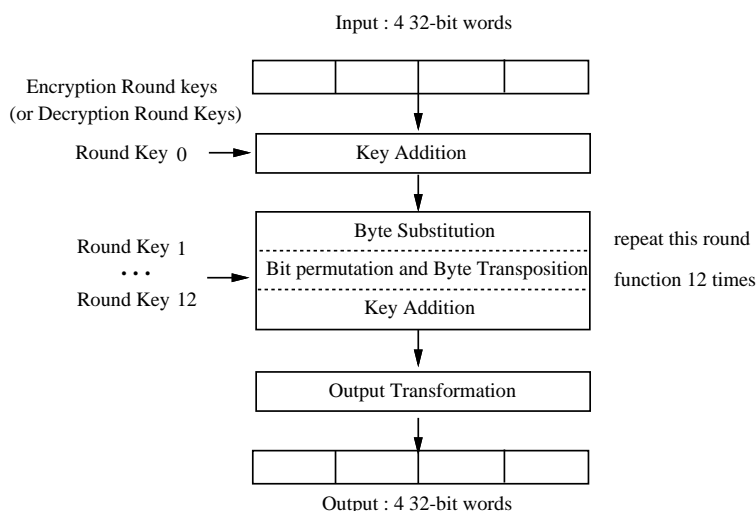 Input : 4 32-bit words
Encryption Round keys
(or Decryption Round Keys)
Round Key 0
Key Addition
Byte Substitution
Round Key 1
repeat this round
Bit permutation and Byte Transposition
...
function 12 times
Round Key 12
Key Addition
Output Transformation
Output : 4 32-bit words